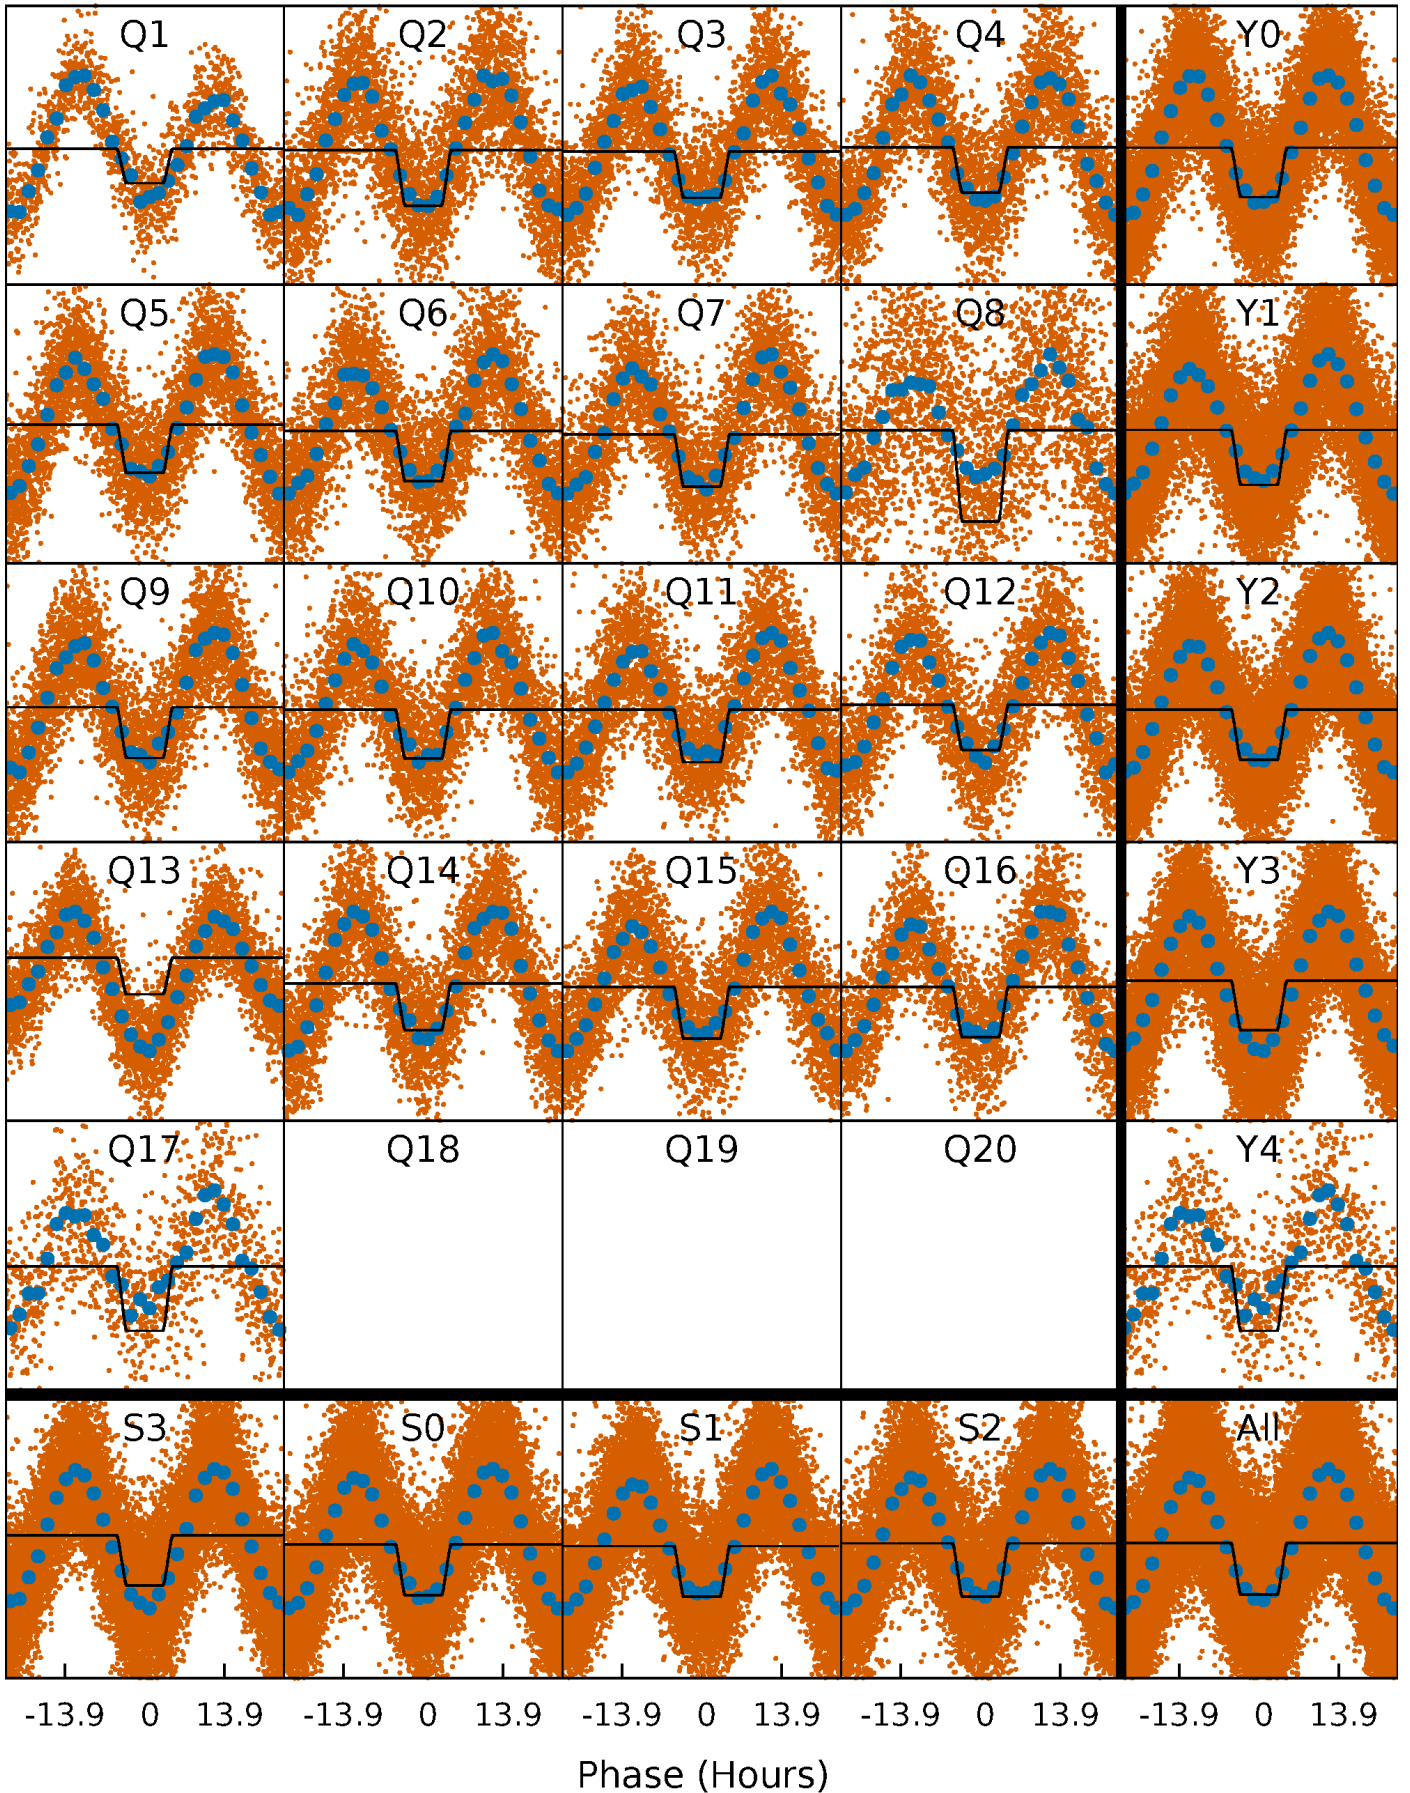 Q1 Q2 Q3 Q4 Y0
Q5 Q6 Q7 Q8 Y1
Q9 Q10 Q11 Q12 Y2
Q13 Q14 Q15 Q16 Y3
Q17 Q18 Q19 Q20 Y4
S3 S0 S1 S2 All
-13.9 0 13.9 -13.9 0 13.9 -13.9 0 13.9 -13.9 0 13.9 -13.9 0 13.9
Phase (Hours)